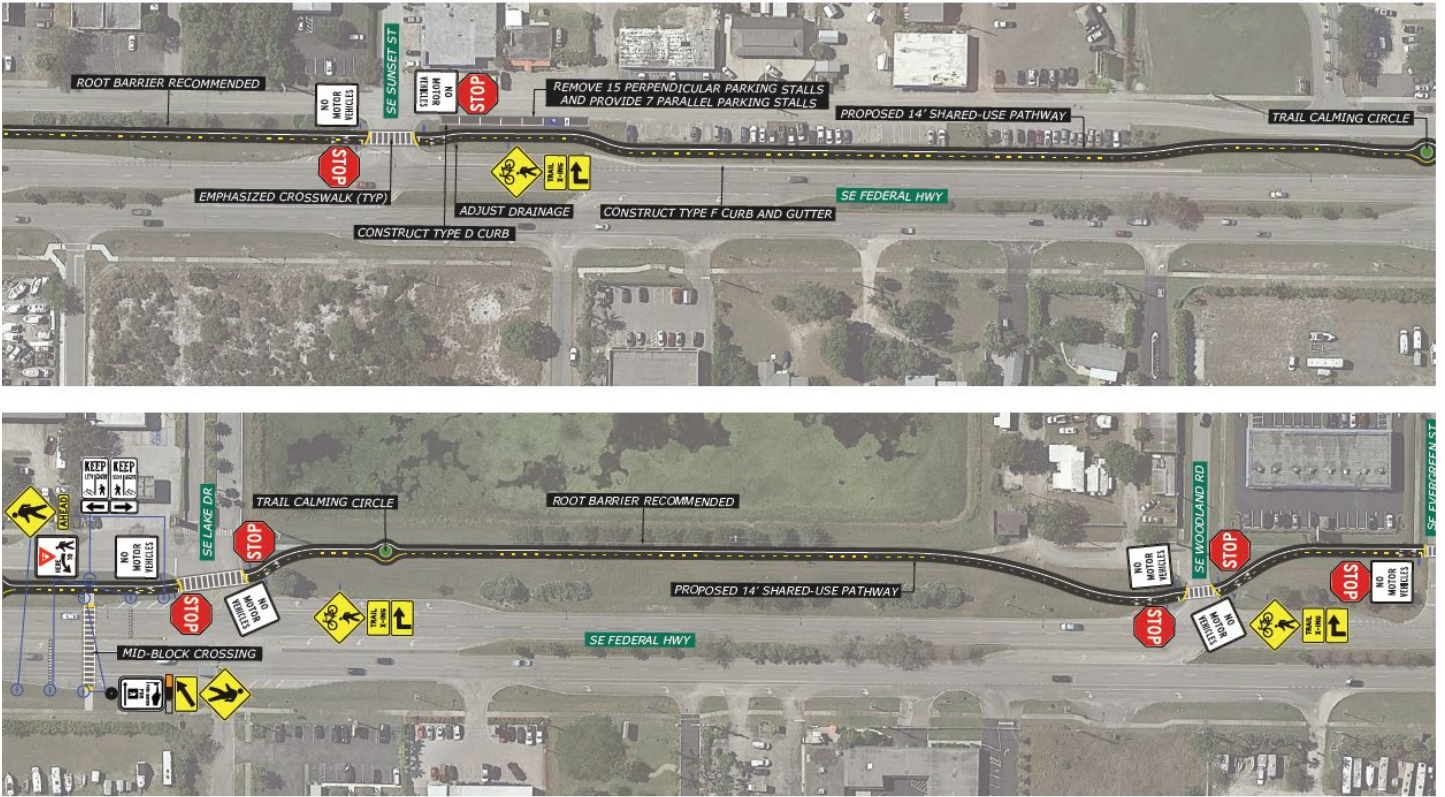 ROOT BARRIER RECOMMENDED
NO
MOTOR
VEHICLES
SE SUNSET ST
NO
MOTOR
VEHICLES
STOP
REMOVE 15 PERPENDICULAR PARKING STALLS
AND PROVIDE 7 PARALLEL PARKING STALLS
PROPOSED 14' SHARED-USE PATHWAY
TRAIL CALMING CIRCLE
STOP
TRAIL
X-ING
EMPHASIZED CROSSWALK (TYP)
ADJUST DRAINAGE
CONSTRUCT TYPE F CURB AND GUTTER
SE FEDERAL HWY
CONSTRUCT TYPE D CURB
KEEP
KEEP
AHEAD
SE LAKE DR
TRAIL CALMING CIRCLE
ROOT BARRIER RECOMMENDED
SE WOODLAND RD
SE EVERGREEN ST
HERE
TO
NO
MOTOR
VEHICLES
STOP
STOP
NO
MOTOR
VEHICLES
TRAIL
X-ING
PROPOSED 14' SHARED-USE PATHWAY
NO
MOTOR
VEHICLES
STOP
STOP
NO
MOTOR
VEHICLES
TRAIL
X-ING
STOP
NO
MOTOR
VEHICLES
SE FEDERAL HWY
MID-BLOCK CROSSING